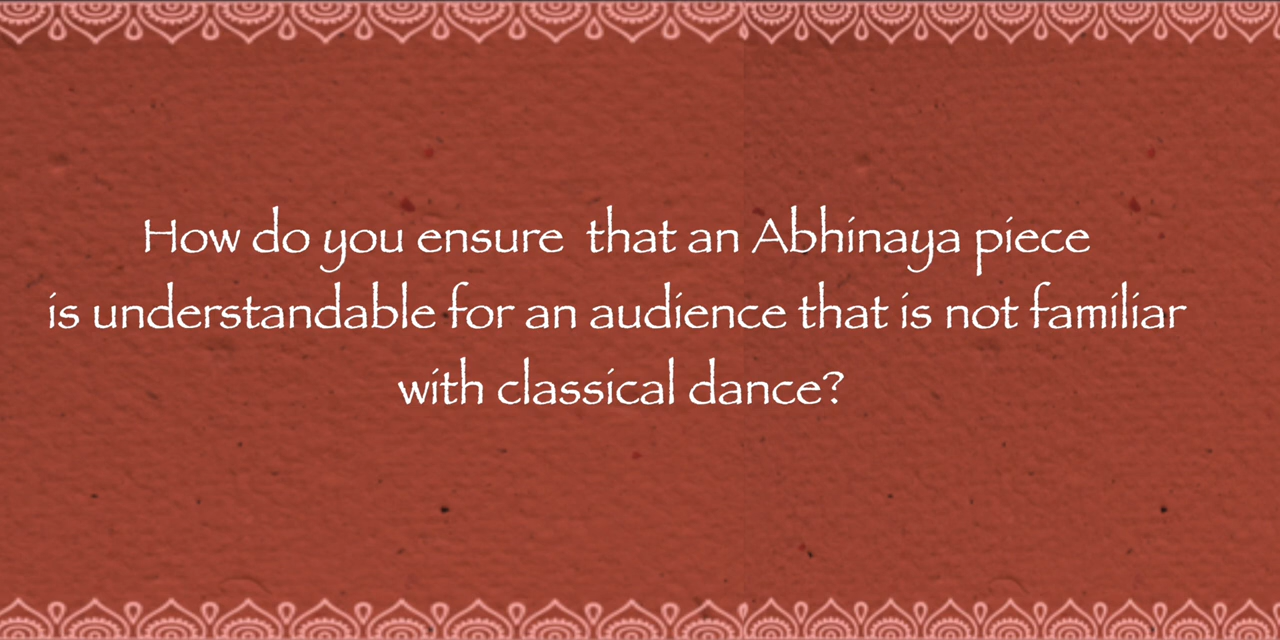 How do you ensure  that an Abhinaya piece
is understandable for an audience that is not familiar
with classical dance?